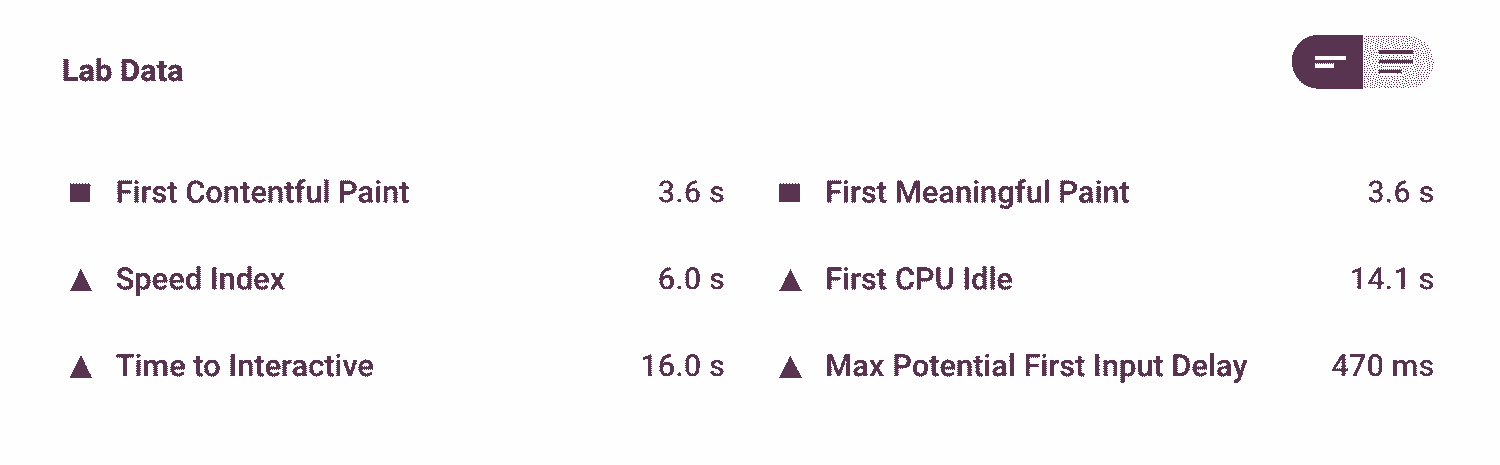 Lab Data
First Contentful Paint 3.6 s
First Meaningful Paint 3.6 s
Speed Index 6.0 s
First CPU Idle 14.1 s
Time to Interactive 16.0 s
Max Potential First Input Delay 470 ms